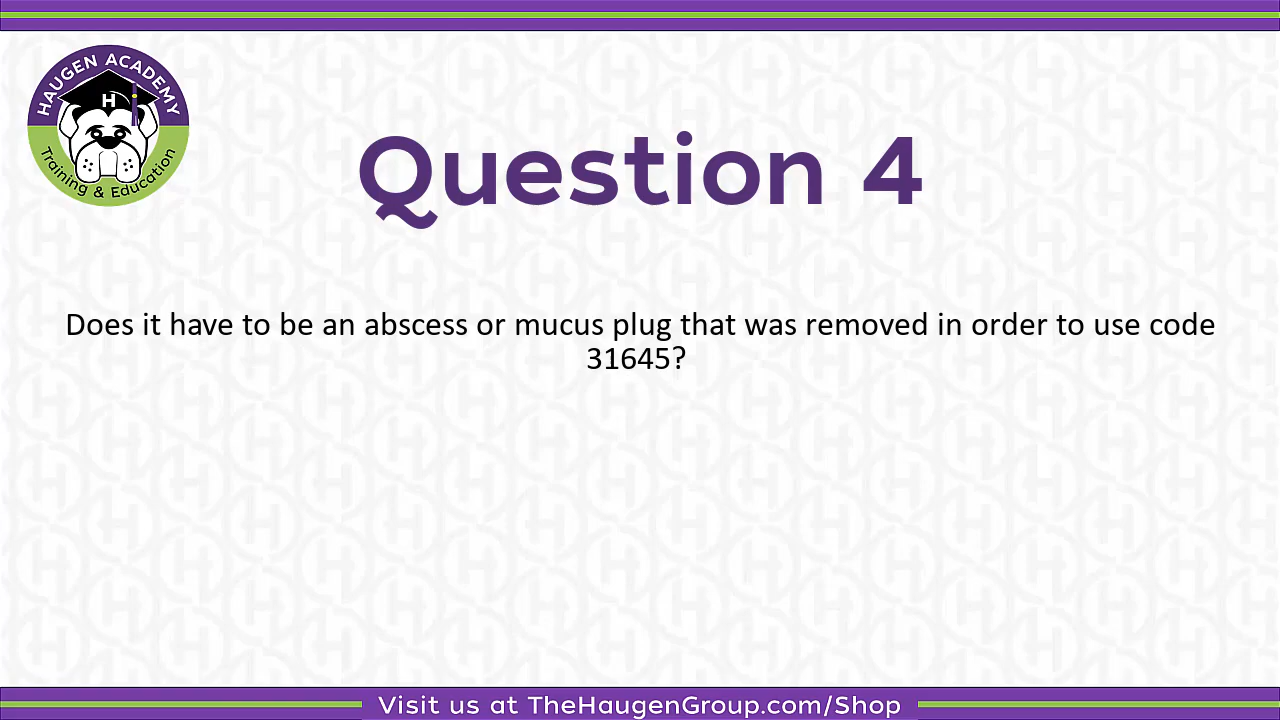 HAUGEN ACADEMY
H
Training & Education
Question 4
Does it have to be an abscess or mucus plug that was removed in order to use code
31645?
Visit us at TheHaugenGroup.com/Shop